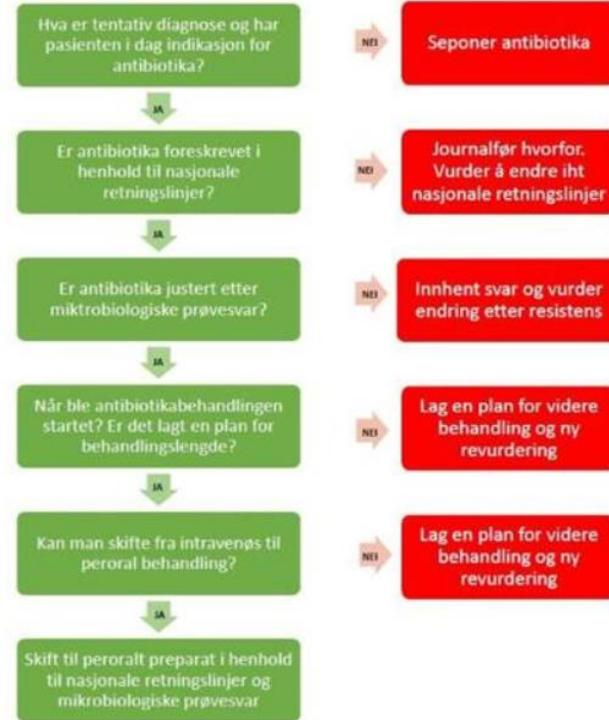 Hva er tentativ diagnose og har
pasienten i dag indikasjon for
antibiotika?
NEI
Seponer antibiotika
JA
Er antibiotika foreskrevet i
henhold til nasjonale
retningslinjer?
NEI
Journalfør hvorfor.
Vurder å endre iht
nasjonale retningslinjer
JA
Er antibiotika justert etter
miktrobiologiske prøvesvar?
NEI
Innhent svar og vurder
endring etter resistens
JA
Når ble antibiotikabehandlingen
startet? Er det lagt en plan for
behandlingslengde?
NEI
Lag en plan for videre
behandling og ny
revurdering
JA
Kan man skifte fra intravenøs til
peroral behandling?
NEI
Lag en plan for videre
behandling og ny
revurdering
JA
Skift til peroralt preparat i henhold
til nasjonale retningslinjer og
mikrobiologiske prøvesvar